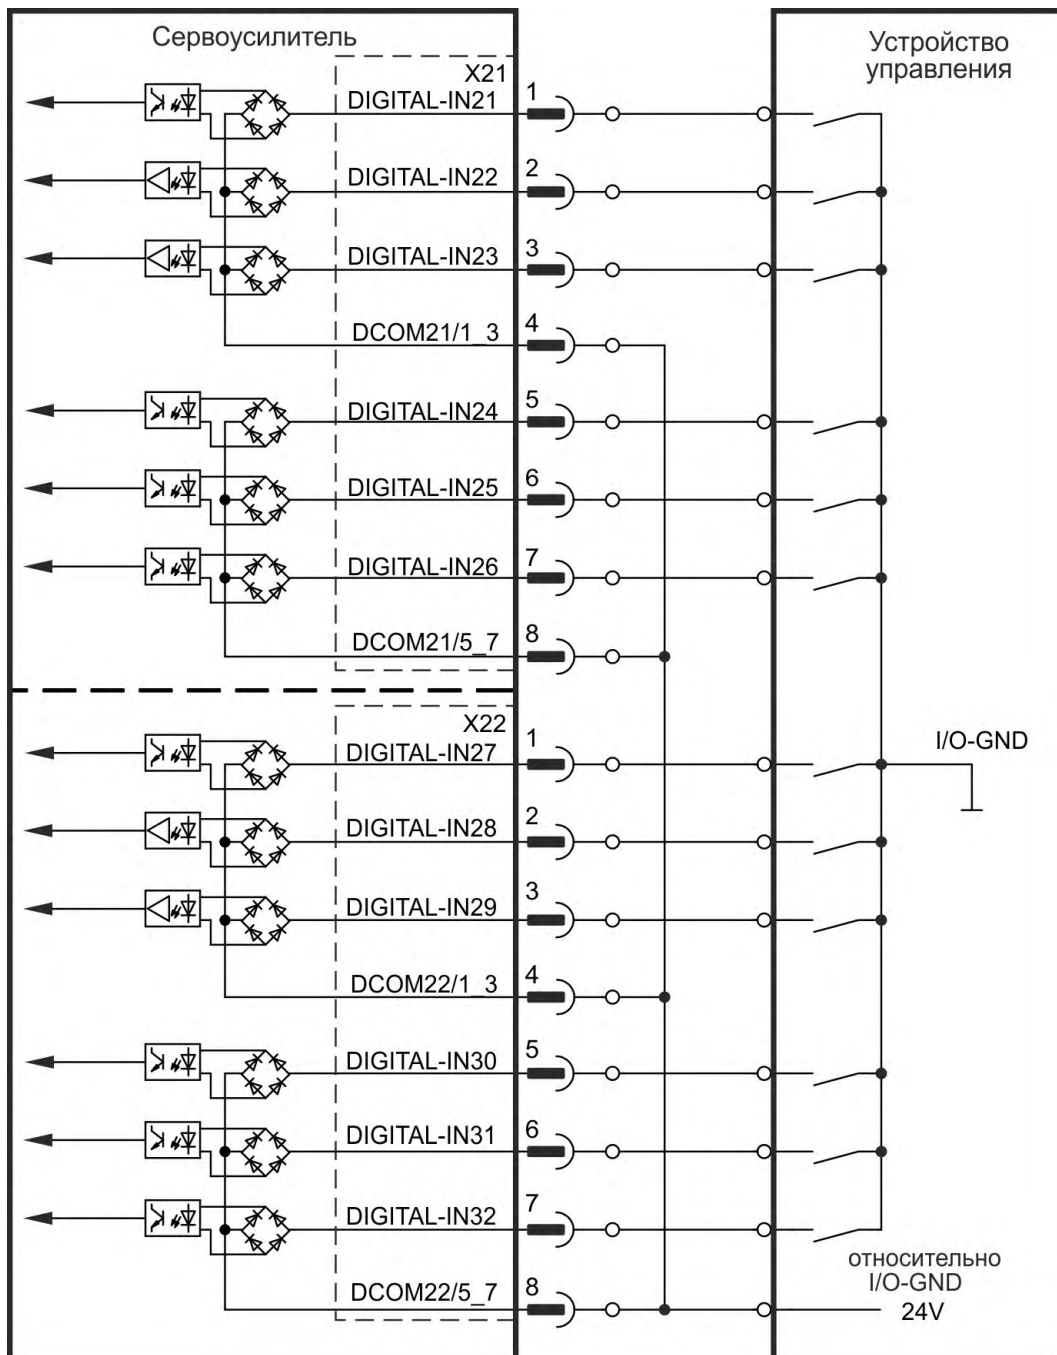 Сервоусилитель
Устройство
управления
X21
DIGITAL-IN21
1
DIGITAL-IN22
2
DIGITAL-IN23
3
DCOM21/1_3
4
DIGITAL-IN24
5
DIGITAL-IN25
6
DIGITAL-IN26
7
DCOM21/5_7
8
X22
DIGITAL-IN27
1
I/O-GND
DIGITAL-IN28
2
DIGITAL-IN29
3
DCOM22/1_3
4
DIGITAL-IN30
5
DIGITAL-IN31
6
DIGITAL-IN32
7
DCOM22/5_7
8
относительно
I/O-GND
24V